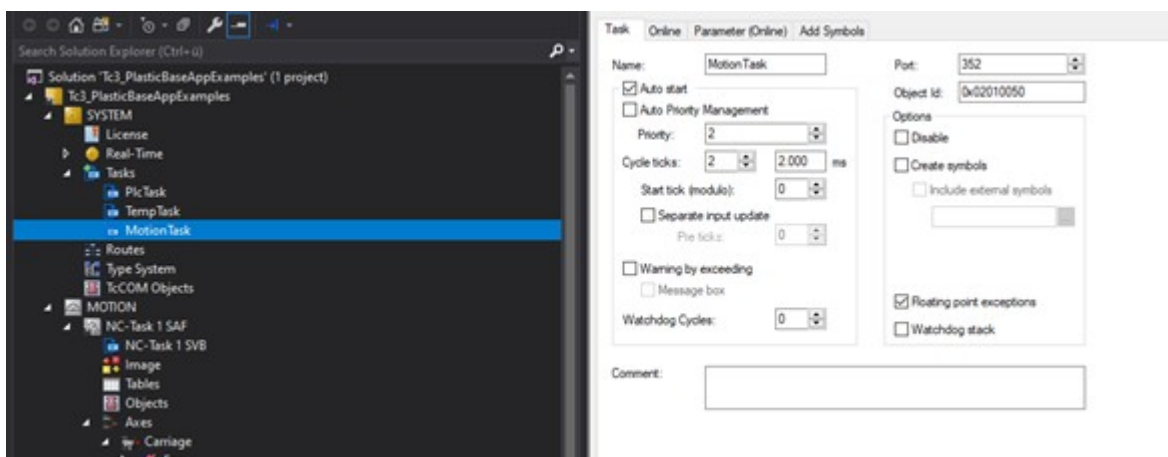 Search Solution Explorer (Ctrl+ü)
Solution 'Tc3_PlasticBaseAppExamples' (1 project)
Tc3_PlasticBaseAppExamples
SYSTEM
License
Real-Time
Tasks
PlcTask
TempTask
MotionTask
Routes
Type System
TcCOM Objects
MOTION
NC-Task 1 SAF
NC-Task 1 SVB
Image
Tables
Objects
Axes
Carriage
Task Online Parameter (Online) Add Symbols
Name: MotionTask
Auto start
Auto Priority Management
Priority: 2
Cycle ticks: 2 2.000 ms
Start tick (modulo): 0
Separate input update
Pre ticks: 0
Warning by exceeding
Message box
Watchdog Cycles: 0
Port: 352
Object Id: 0x02010050
Options
Disable
Create symbols
Include external symbols
...
Floating point exceptions
Watchdog stack
Comment: